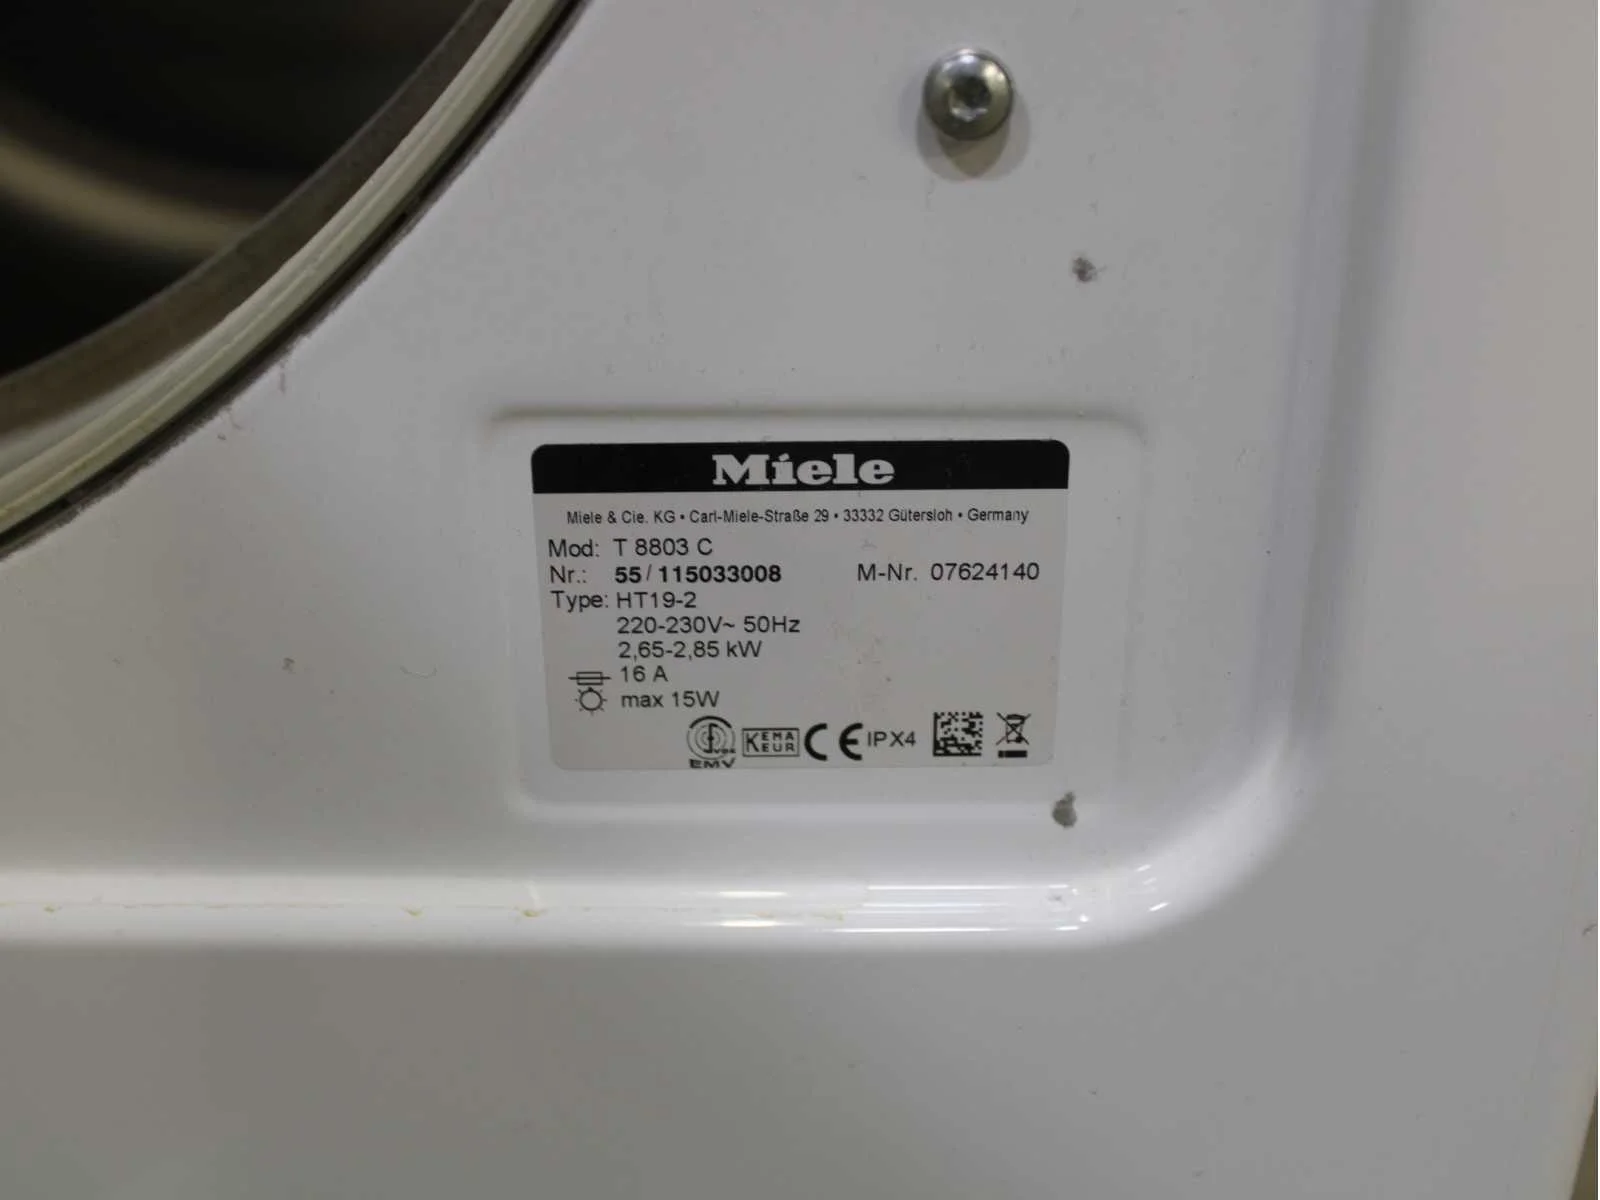 Miele
Miele & Cie. KG • Carl-Miele-Straße 29 • 33332 Gütersloh • Germany
Mod: T 8803 C
Nr.: 55/115033008 M-Nr. 07624140
Type: HT19-2
220-230V~ 50Hz
2,65-2,85 kW
16 A
max 15W
VDE KEMA KEUR CE IPX4
EMV